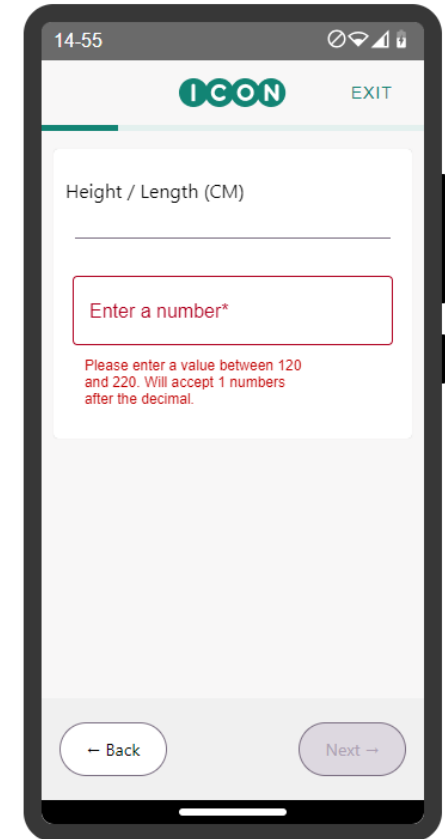 14-55
ICON
EXIT
Height / Length (CM)
Enter a number*
Please enter a value between 120
and 220. Will accept 1 numbers
after the decimal.
← Back
Next →